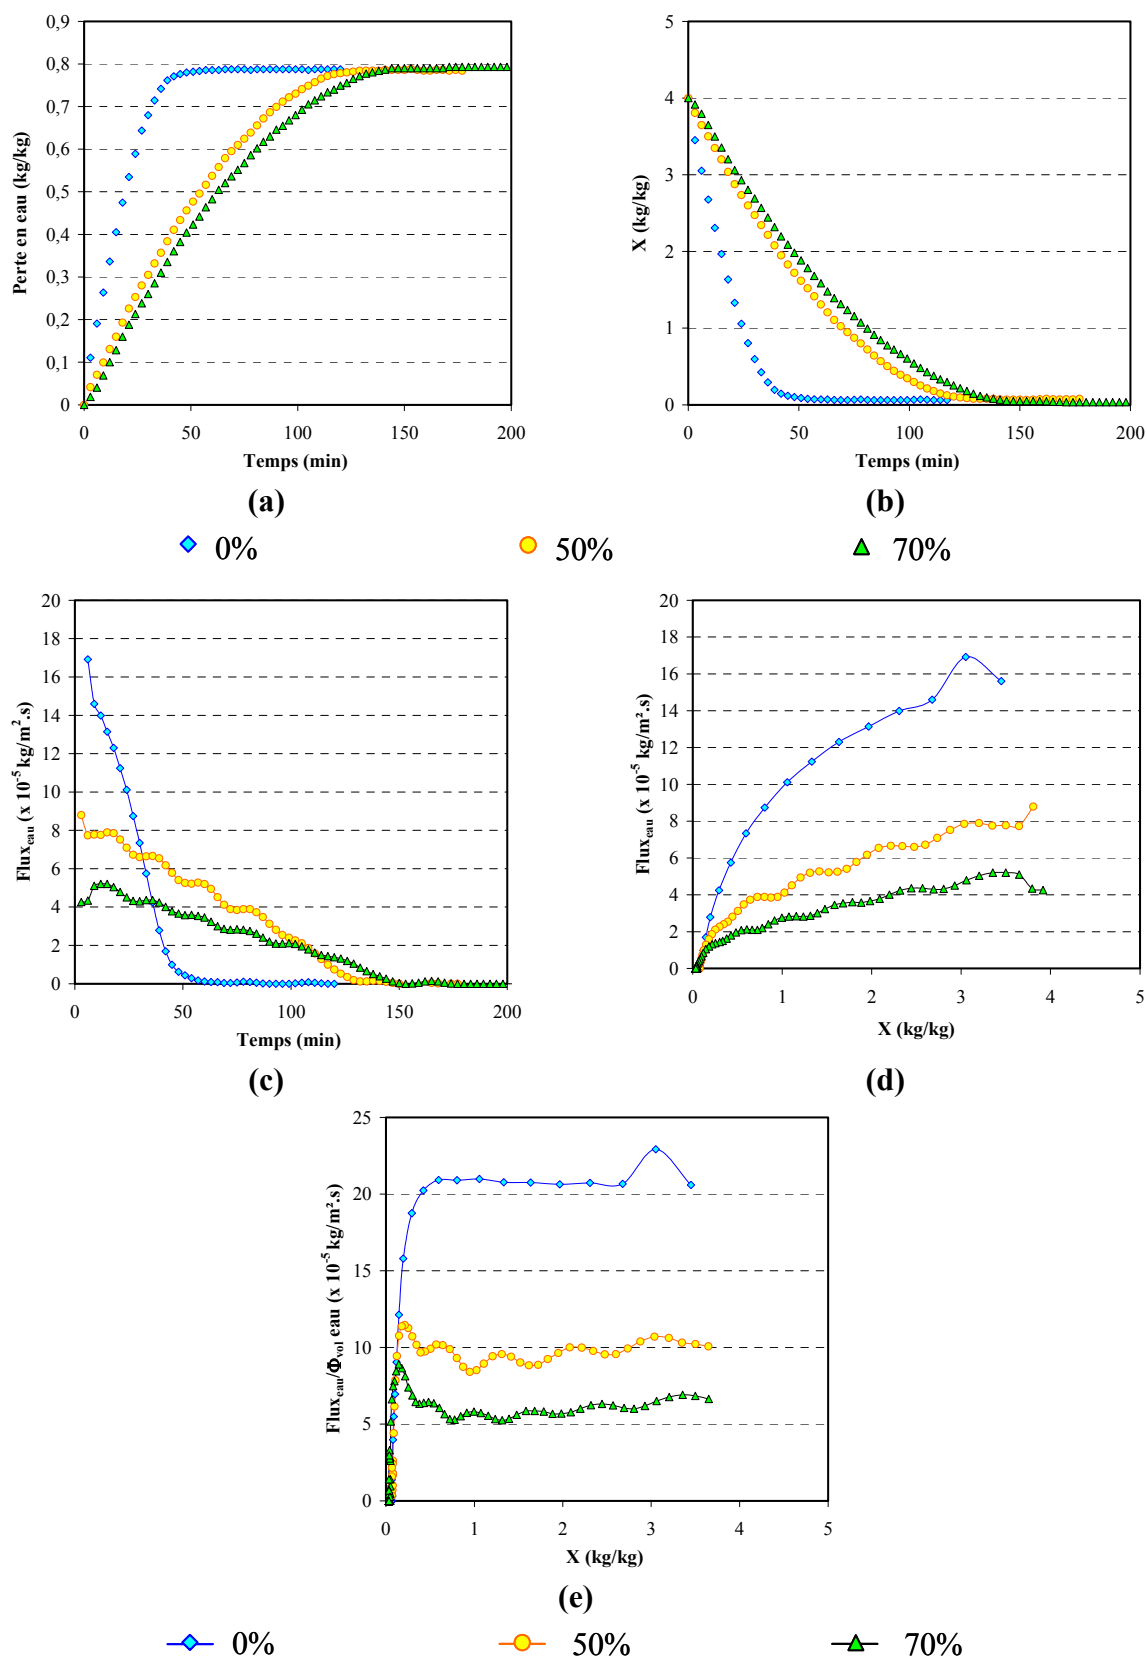 0,9
0,8
0,7
0,6
0,5
0,4
0,3
0,2
0,1
0
Perte en eau (kg/kg)
0 50 100 150 200
Temps (min)
(a)
5
4
3
2
1
0
X (kg/kg)
0 50 100 150 200
Temps (min)
(b)
0% 50% 70%
20
18
16
14
12
10
8
6
4
2
0
Flux_eau (x 10^-5 kg/m².s)
0 50 100 150 200
Temps (min)
(c)
20
18
16
14
12
10
8
6
4
2
0
Flux_eau (x 10^-5 kg/m².s)
0 1 2 3 4 5
X (kg/kg)
(d)
25
20
15
10
5
0
Flux_eau/Φ_vol eau (x 10^-5 kg/m².s)
0 1 2 3 4 5
X (kg/kg)
(e)
0% 50% 70%